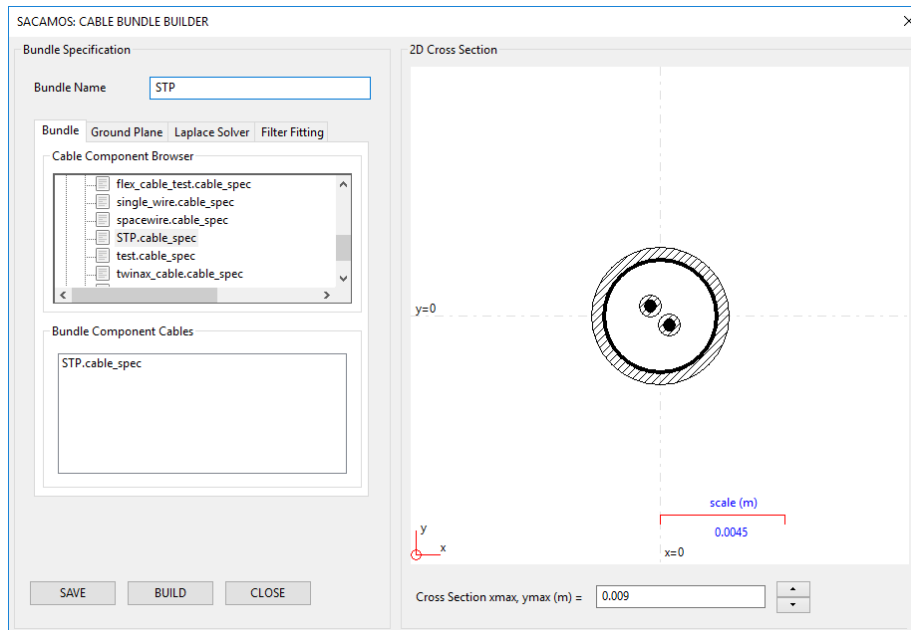 SACAMOS: CABLE BUNDLE BUILDER
Bundle Specification
Bundle Name
STP
Bundle
Ground Plane
Laplace Solver
Filter Fitting
Cable Component Browser
flex_cable_test.cable_spec
single_wire.cable_spec
spacewire.cable_spec
STP.cable_spec
test.cable_spec
twinax_cable.cable_spec
Bundle Component Cables
STP.cable_spec
SAVE
BUILD
CLOSE
2D Cross Section
y=0
scale (m)
0.0045
y
x
x=0
Cross Section xmax, ymax (m) =
0.009